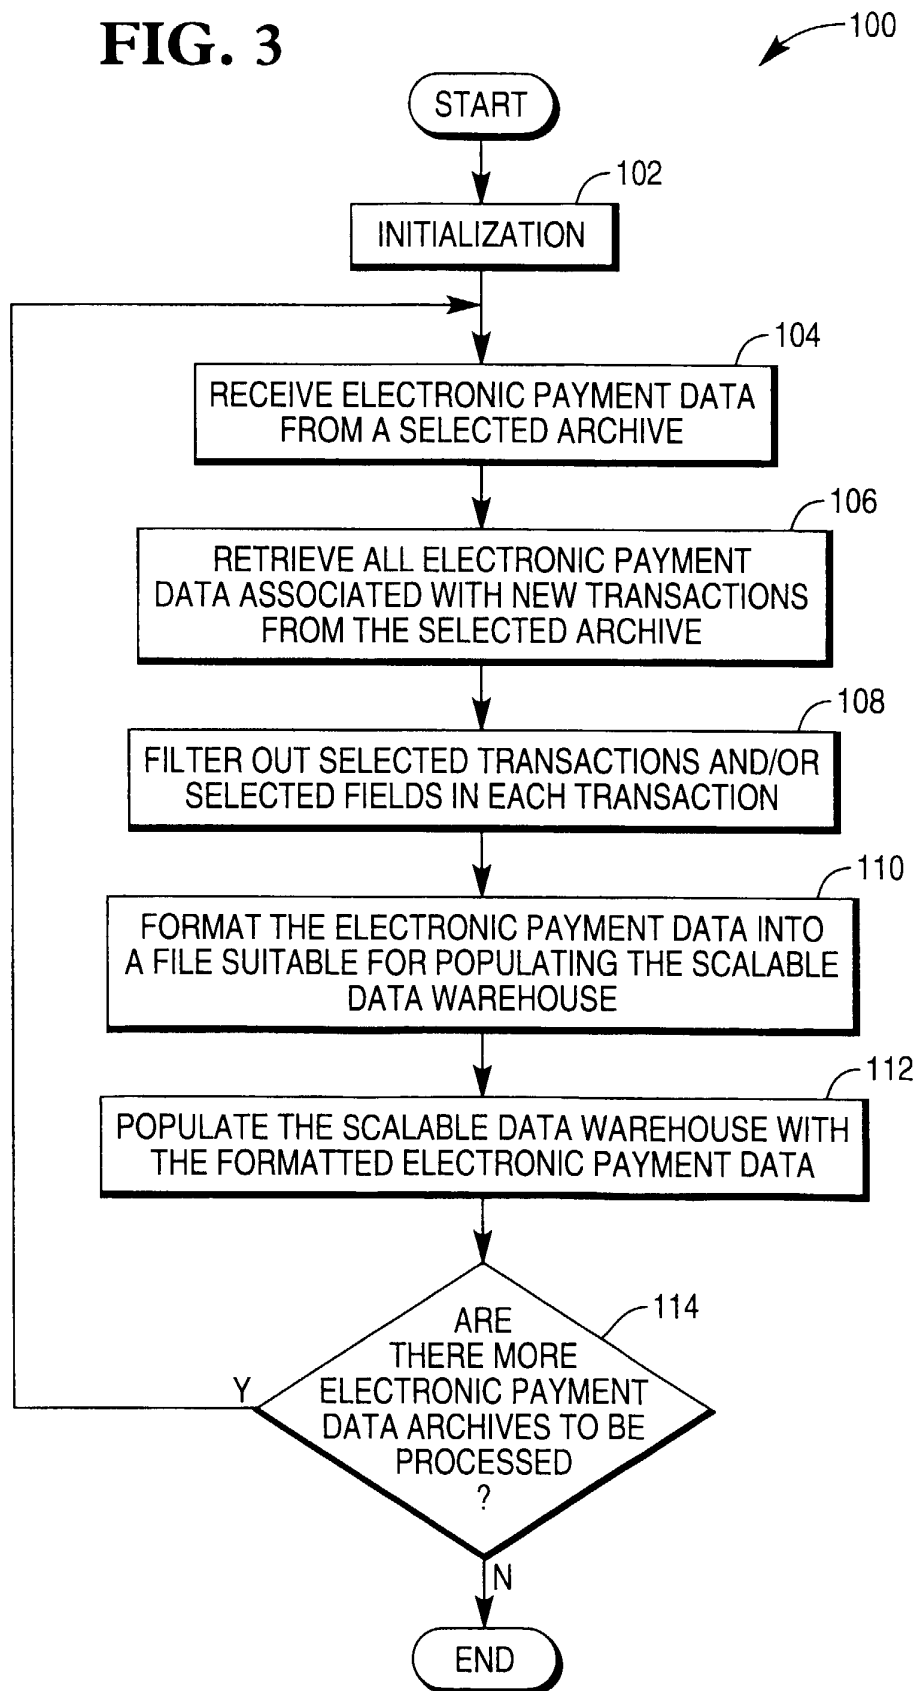 FIG. 3
100
START
102
INITIALIZATION
104
RECEIVE ELECTRONIC PAYMENT DATA
FROM A SELECTED ARCHIVE
106
RETRIEVE ALL ELECTRONIC PAYMENT
DATA ASSOCIATED WITH NEW TRANSACTIONS
FROM THE SELECTED ARCHIVE
108
FILTER OUT SELECTED TRANSACTIONS AND/OR
SELECTED FIELDS IN EACH TRANSACTION
110
FORMAT THE ELECTRONIC PAYMENT DATA INTO
A FILE SUITABLE FOR POPULATING THE SCALABLE
DATA WAREHOUSE
112
POPULATE THE SCALABLE DATA WAREHOUSE WITH
THE FORMATTED ELECTRONIC PAYMENT DATA
114
ARE
THERE MORE
ELECTRONIC PAYMENT
DATA ARCHIVES TO BE
PROCESSED
?
Y
N
END